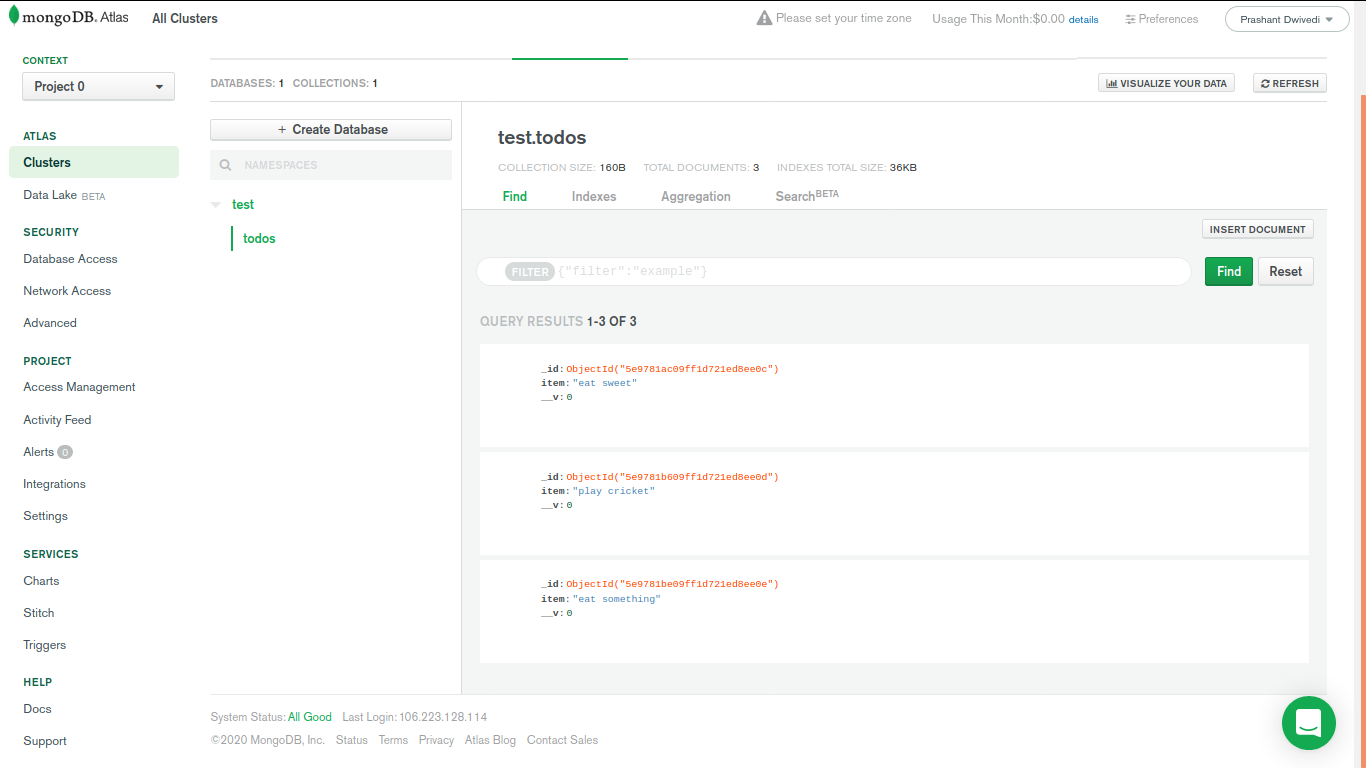 mongoDB. Atlas All Clusters Please set your time zone Usage This Month:$0.00 details Preferences Prashant Dwivedi
CONTEXT
Project 0
DATABASES: 1 COLLECTIONS: 1 VISUALIZE YOUR DATA REFRESH
ATLAS
Clusters
Data Lake BETA
SECURITY
Database Access
Network Access
Advanced
PROJECT
Access Management
Activity Feed
Alerts 0
Integrations
Settings
SERVICES
Charts
Stitch
Triggers
HELP
Docs
Support
+ Create Database
NAMESPACES
test
todos
test.todos
COLLECTION SIZE: 160B TOTAL DOCUMENTS: 3 INDEXES TOTAL SIZE: 36KB
Find Indexes Aggregation Search BETA
INSERT DOCUMENT
FILTER {"filter":"example"} Find Reset
QUERY RESULTS 1-3 OF 3
_id:ObjectId("5e9781ac09ff1d721ed8ee0c")
item:"eat sweet"
__v:0
_id:ObjectId("5e9781b609ff1d721ed8ee0d")
item:"play cricket"
__v:0
_id:ObjectId("5e9781be09ff1d721ed8ee0e")
item:"eat something"
__v:0
System Status: All Good Last Login: 106.223.128.114
©2020 MongoDB, Inc. Status Terms Privacy Atlas Blog Contact Sales